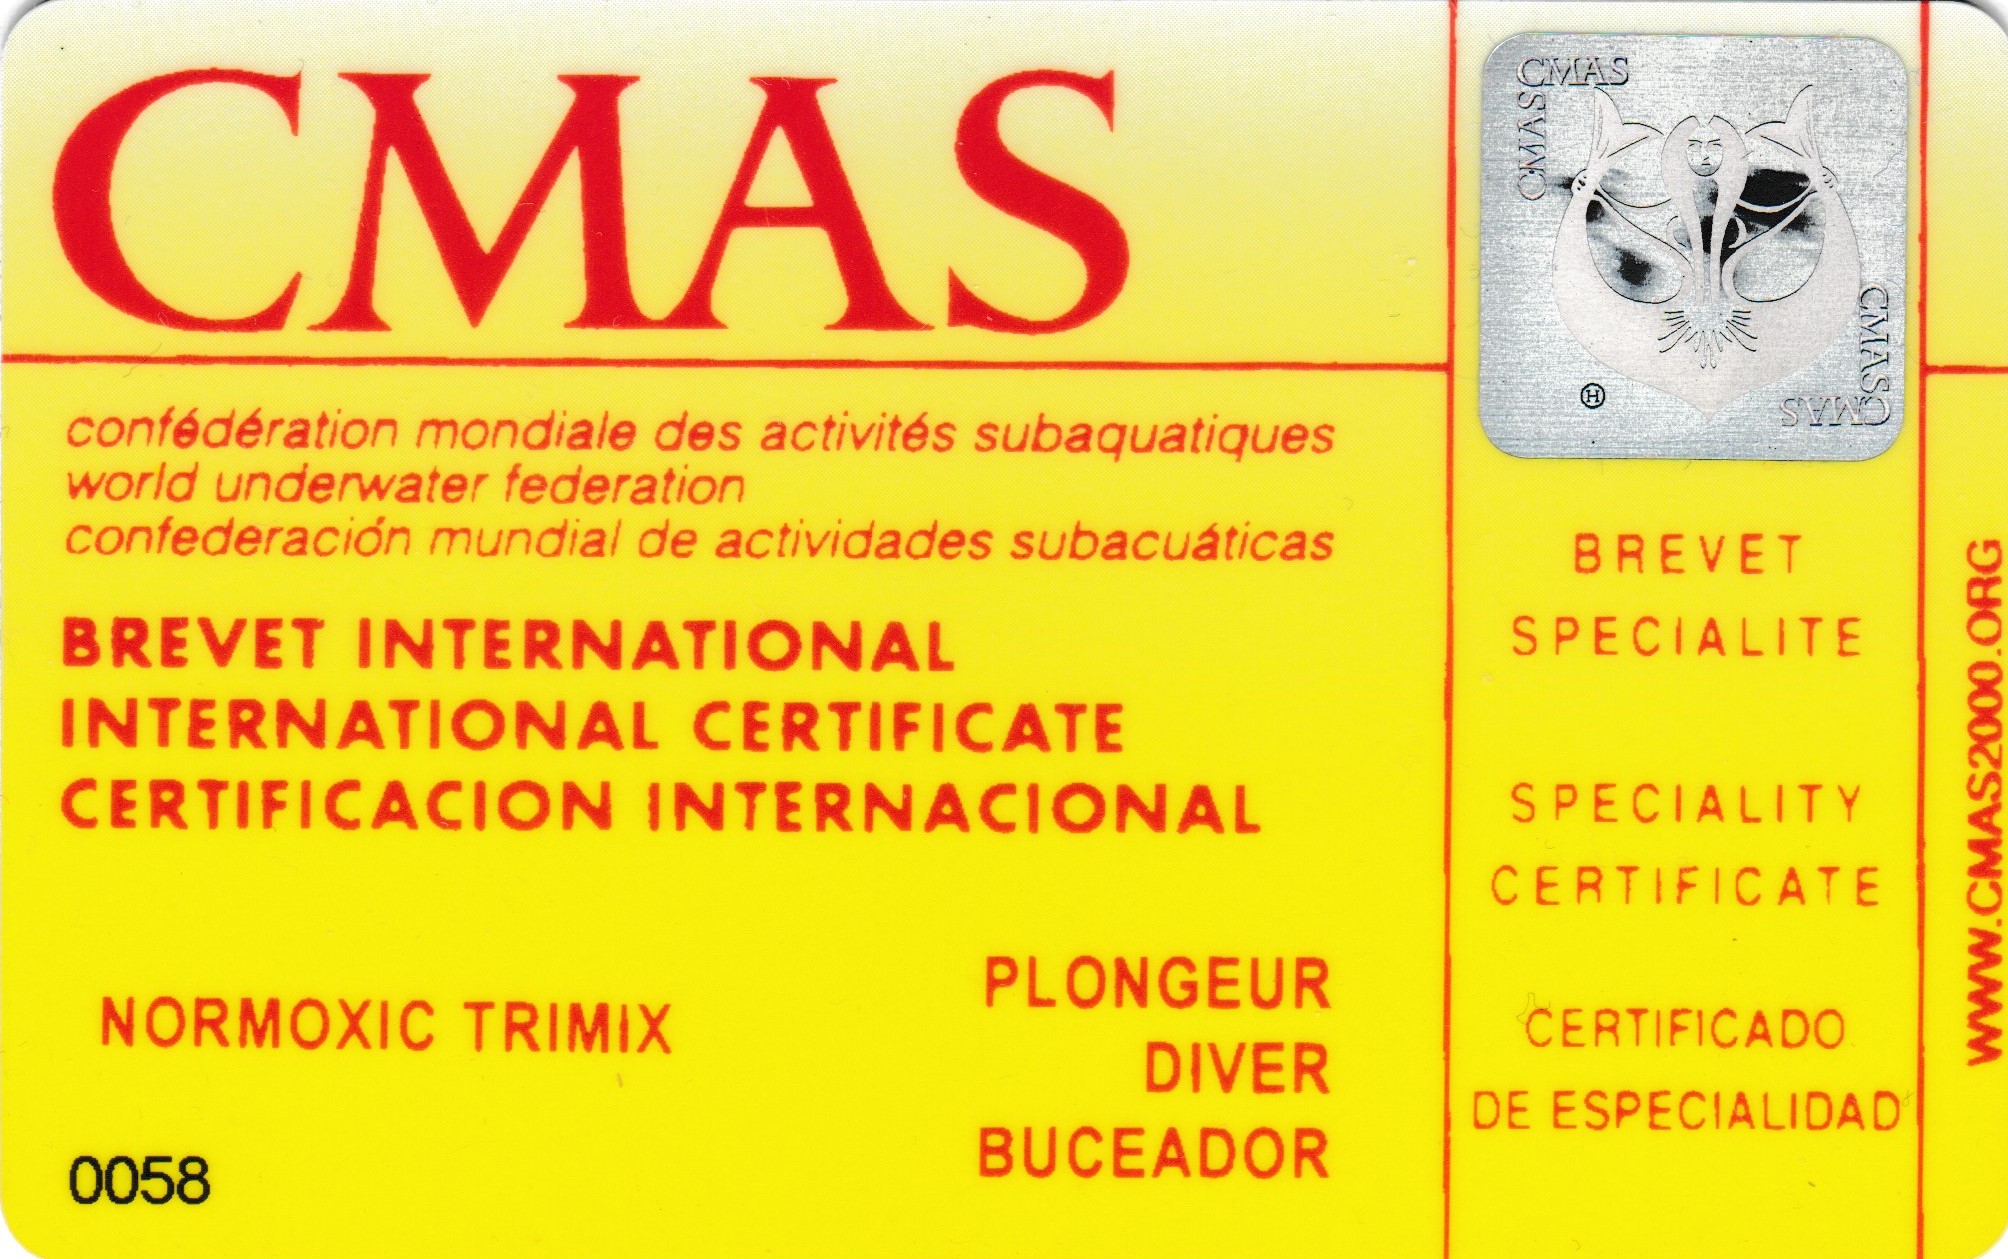 CMAS
confédération mondiale des activités subaquatiques
world underwater federation
confederación mundial de actividades subacuáticas
BREVET INTERNATIONAL
INTERNATIONAL CERTIFICATE
CERTIFICACION INTERNACIONAL
NORMOXIC TRIMIX
PLONGEUR
DIVER
BUCEADOR
0058
CMAS
CMAS
CMAS
CMAS
H
BREVET
SPECIALITE
SPECIALITY
CERTIFICATE
CERTIFICADO
DE ESPECIALIDAD
WWW.CMAS2000.ORG